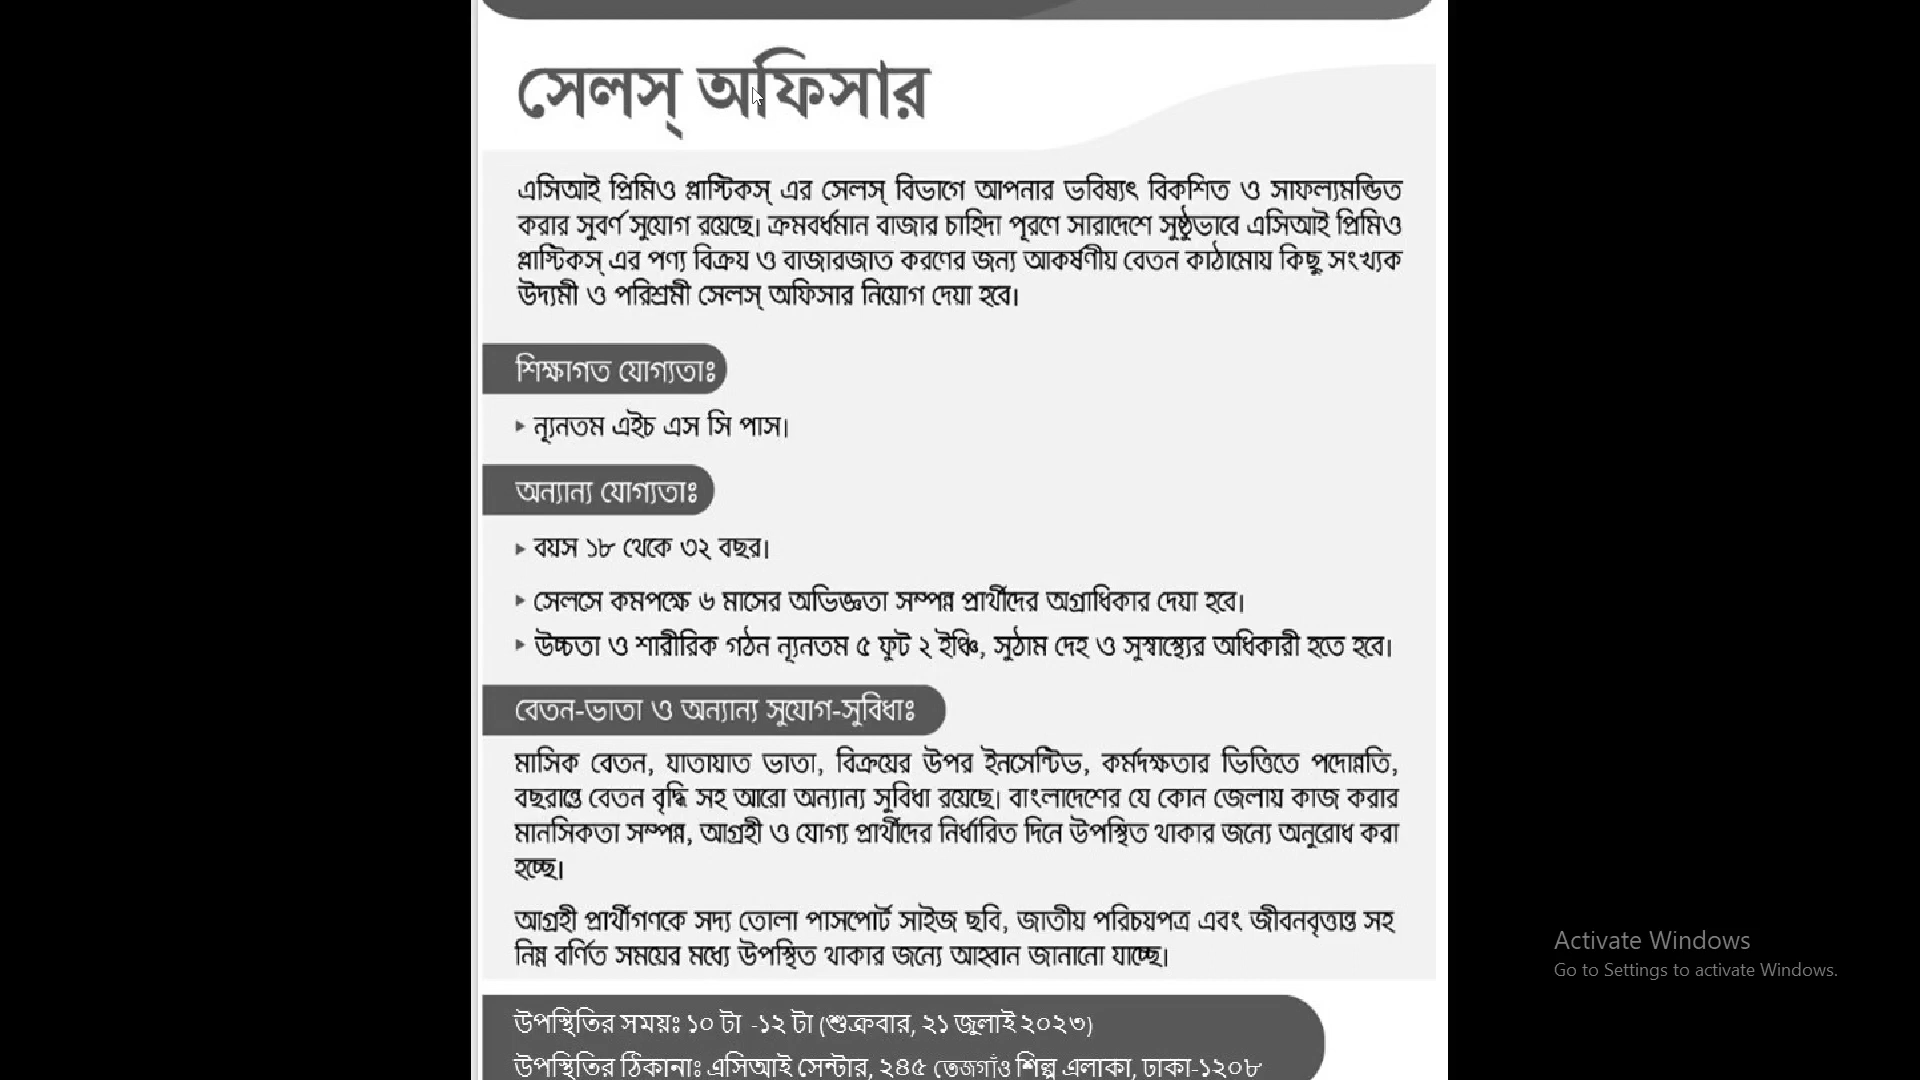 সেলস্ অফিসার
এসিআই প্রিমিও প্লাস্টিকস্ এর সেলস্ বিভাগে আপনার ভবিষ্যৎ বিকশিত ও সাফল্যমন্ডিত
করার সুবর্ণ সুযোগ রয়েছে। ক্রমবর্ধমান বাজার চাহিদা পূরণে সারাদেশে সুষ্ঠুভাবে এসিআই প্রিমিও
প্লাস্টিকস্ এর পণ্য বিক্রয় ও বাজারজাত করণের জন্য আকর্ষণীয় বেতন কাঠামোয় কিছু সংখ্যক
উদ্যমী ও পরিশ্রমী সেলস্ অফিসার নিয়োগ দেয়া হবে।
শিক্ষাগত যোগ্যতাঃ
ন্যূনতম এইচ এস সি পাস।
অন্যান্য যোগ্যতাঃ
বয়স ১৮ থেকে ৩২ বছর।
সেলসে কমপক্ষে ৬ মাসের অভিজ্ঞতা সম্পন্ন প্রার্থীদের অগ্রাধিকার দেয়া হবে।
উচ্চতা ও শারীরিক গঠন ন্যূনতম ৫ ফুট ২ ইঞ্চি, সুঠাম দেহ ও সুস্বাস্থ্যের অধিকারী হতে হবে।
বেতন-ভাতা ও অন্যান্য সুযোগ-সুবিধাঃ
মাসিক বেতন, যাতায়াত ভাতা, বিক্রয়ের উপর ইনসেন্টিভ, কর্মদক্ষতার ভিত্তিতে পদোন্নতি,
বছরান্তে বেতন বৃদ্ধি সহ আরো অন্যান্য সুবিধা রয়েছে। বাংলাদেশের যে কোন জেলায় কাজ করার
মানসিকতা সম্পন্ন, আগ্রহী ও যোগ্য প্রার্থীদের নির্ধারিত দিনে উপস্থিত থাকার জন্যে অনুরোধ করা
হচ্ছে।
আগ্রহী প্রার্থীগণকে সদ্য তোলা পাসপোর্ট সাইজ ছবি, জাতীয় পরিচয়পত্র এবং জীবনবৃত্তান্ত সহ
নিম্ন বর্ণিত সময়ের মধ্যে উপস্থিত থাকার জন্যে আহ্বান জানানো যাচ্ছে।
উপস্থিতির সময়ঃ ১০ টা -১২ টা (শুক্রবার, ২১ জুলাই ২০২৩)
উপস্থিতির ঠিকানাঃ এসিআই সেন্টার, ২৪৫ তেজগাঁও শিল্প এলাকা, ঢাকা-১২০৮
Activate Windows
Go to Settings to activate Windows.